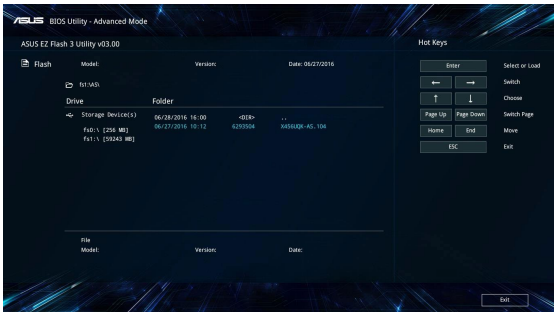 ASUS BIOS Utility - Advanced Mode
ASUS EZ Flash 3 Utility v03.00
Flash Model: Version: Date: 06/27/2016
fs1:\AS\
Drive Folder
Storage Device(s) 06/28/2016 16:00 <DIR> ..
06/27/2016 10:12 6293504 X456UQK-AS.104
fs0:\ [256 MB]
fs1:\ [59243 MB]
File
Model: Version: Date:
Hot Keys
Enter Select or Load
← → Switch
↑ ↓ Choose
Page Up Page Down Switch Page
Home End Move
ESC Exit
Exit